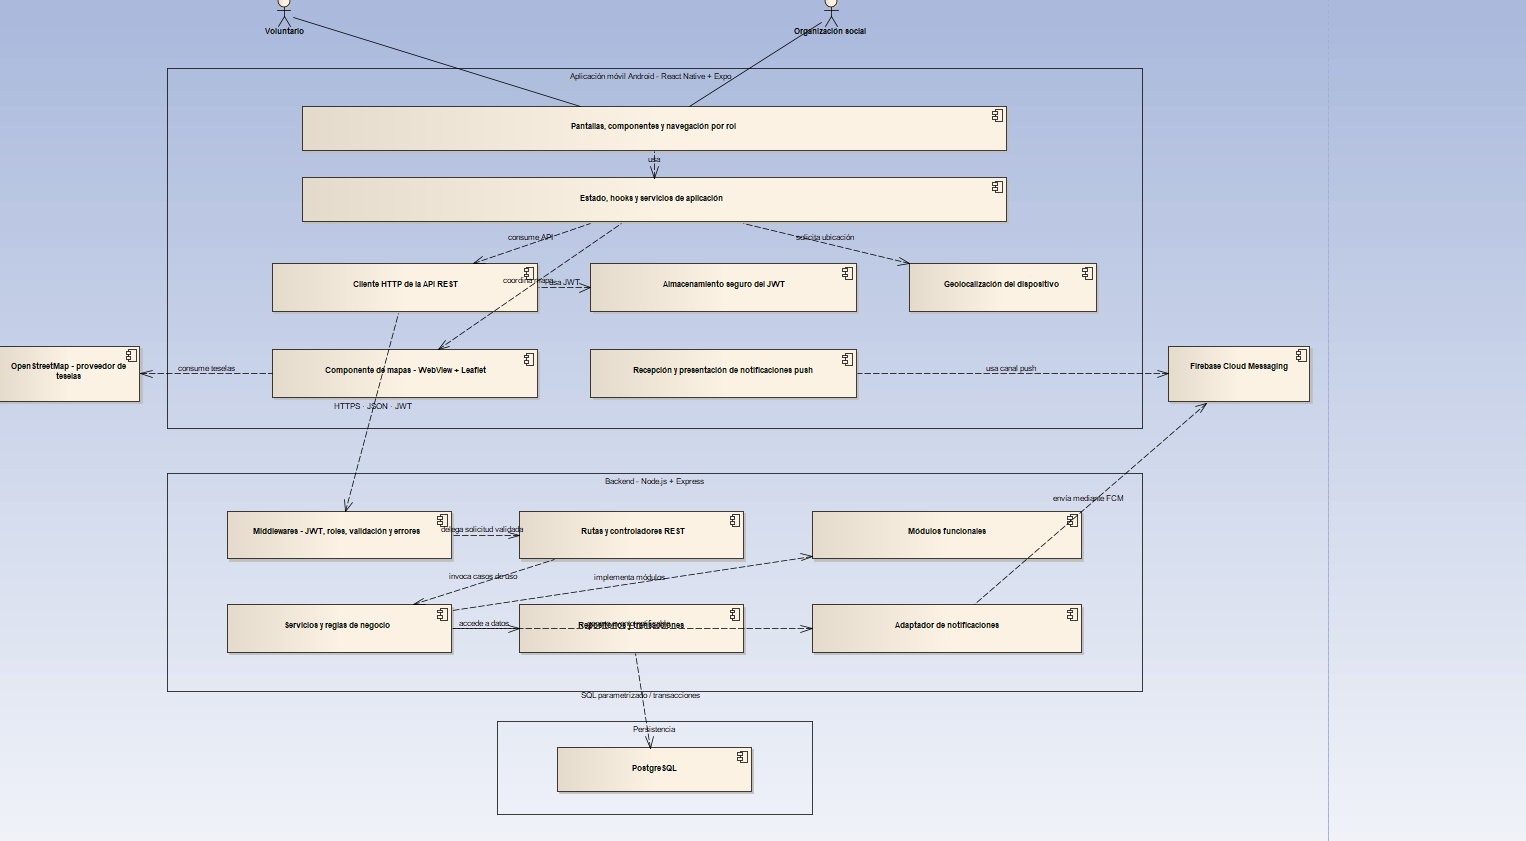 Voluntario
Organización social
Aplicación móvil Android - React Native + Expo
Pantallas, componentes y navegación por rol
usa
Estado, hooks y servicios de aplicación
consume API
solicita ubicación
Cliente HTTP de la API REST
coordina mapa
usa JWT
Almacenamiento seguro del JWT
Geolocalización del dispositivo
OpenStreetMap - proveedor de
teselas
consume teselas
Componente de mapas - WebView + Leaflet
Recepción y presentación de notificaciones push
usa canal push
Firebase Cloud Messaging
HTTPS · JSON · JWT
Backend - Node.js + Express
envía mediante FCM
Middlewares - JWT, roles, validación y errores
delega solicitud validada
Rutas y controladores REST
Módulos funcionales
invoca casos de uso
implementa módulos
Servicios y reglas de negocio
accede a datos
Repositorios y transacciones
Adaptador de notificaciones
SQL parametrizado / transacciones
Persistencia
PostgreSQL